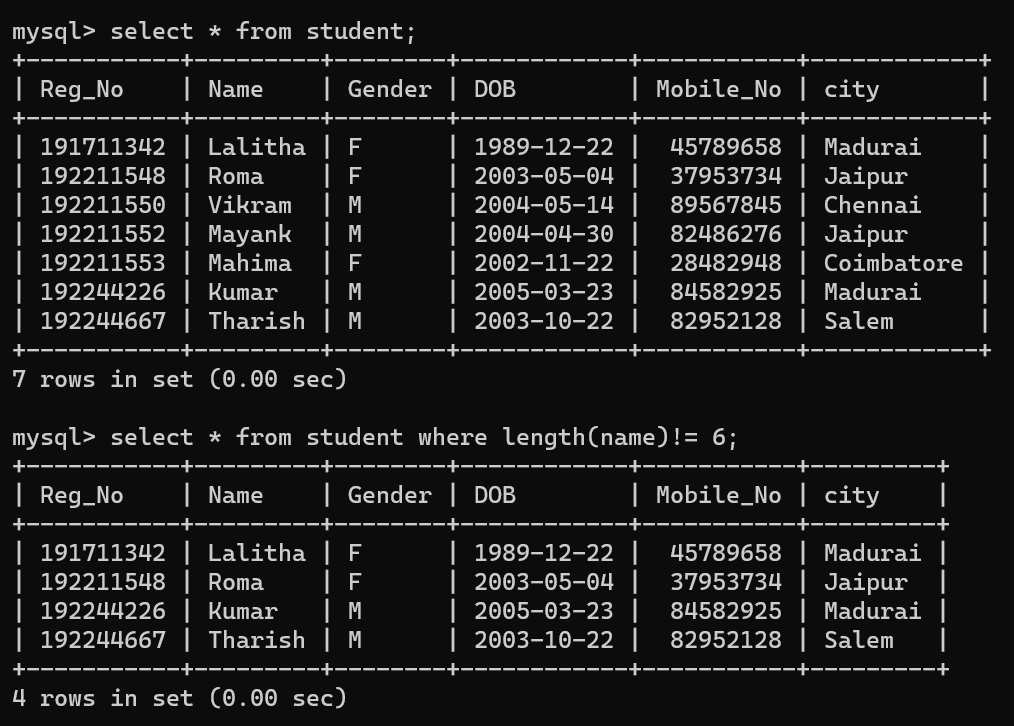 mysql> select * from student;
+-----------+---------+--------+------------+-----------+------------+
| Reg_No    | Name    | Gender | DOB        | Mobile_No | city       |
+-----------+---------+--------+------------+-----------+------------+
| 191711342 | Lalitha | F      | 1989-12-22 |  45789658 | Madurai    |
| 192211548 | Roma    | F      | 2003-05-04 |  37953734 | Jaipur     |
| 192211550 | Vikram  | M      | 2004-05-14 |  89567845 | Chennai    |
| 192211552 | Mayank  | M      | 2004-04-30 |  82486276 | Jaipur     |
| 192211553 | Mahima  | F      | 2002-11-22 |  28482948 | Coimbatore |
| 192244226 | Kumar   | M      | 2005-03-23 |  84582925 | Madurai    |
| 192244667 | Tharish | M      | 2003-10-22 |  82952128 | Salem      |
+-----------+---------+--------+------------+-----------+------------+
7 rows in set (0.00 sec)

mysql> select * from student where length(name)!= 6;
+-----------+---------+--------+------------+-----------+---------+
| Reg_No    | Name    | Gender | DOB        | Mobile_No | city    |
+-----------+---------+--------+------------+-----------+---------+
| 191711342 | Lalitha | F      | 1989-12-22 |  45789658 | Madurai |
| 192211548 | Roma    | F      | 2003-05-04 |  37953734 | Jaipur  |
| 192244226 | Kumar   | M      | 2005-03-23 |  84582925 | Madurai |
| 192244667 | Tharish | M      | 2003-10-22 |  82952128 | Salem   |
+-----------+---------+--------+------------+-----------+---------+
4 rows in set (0.00 sec)